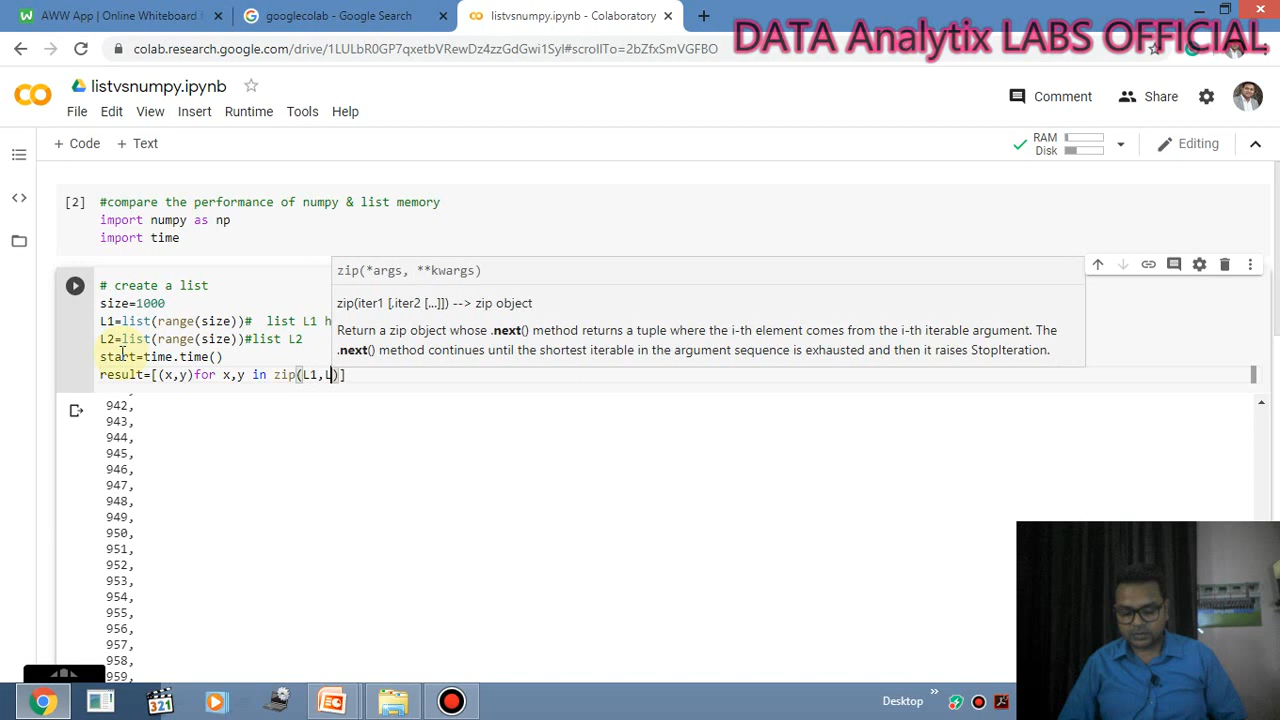 AWW App | Online Whiteboard
googlecolab - Google Search
listvsnumpy.ipynb - Colaboratory
DATA Analytix LABS OFFICIAL
colab.research.google.com/drive/1LULbR0GP7qxetbVRewDz4zzGdGwi1Syl#scrollTo=2bZfxSmVGFBO
listvsnumpy.ipynb
Comment
Share
File Edit View Insert Runtime Tools Help
+ Code + Text
RAM
Disk
Editing
[2] #compare the performance of numpy & list memory
import numpy as np
import time
# create a list
size=1000
L1=list(range(size))# list L1 h
L2=list(range(size))#list L2
start=time.time()
result=[(x,y)for x,y in zip(L1,L)]
zip(*args, **kwargs)
zip(iter1 [,iter2 [...]]) --> zip object
Return a zip object whose .next() method returns a tuple where the i-th element comes from the i-th iterable argument. The
.next() method continues until the shortest iterable in the argument sequence is exhausted and then it raises StopIteration.
942,
943,
944,
945,
946,
947,
948,
949,
950,
951,
952,
953,
954,
955,
956,
957,
958,
959,
Desktop